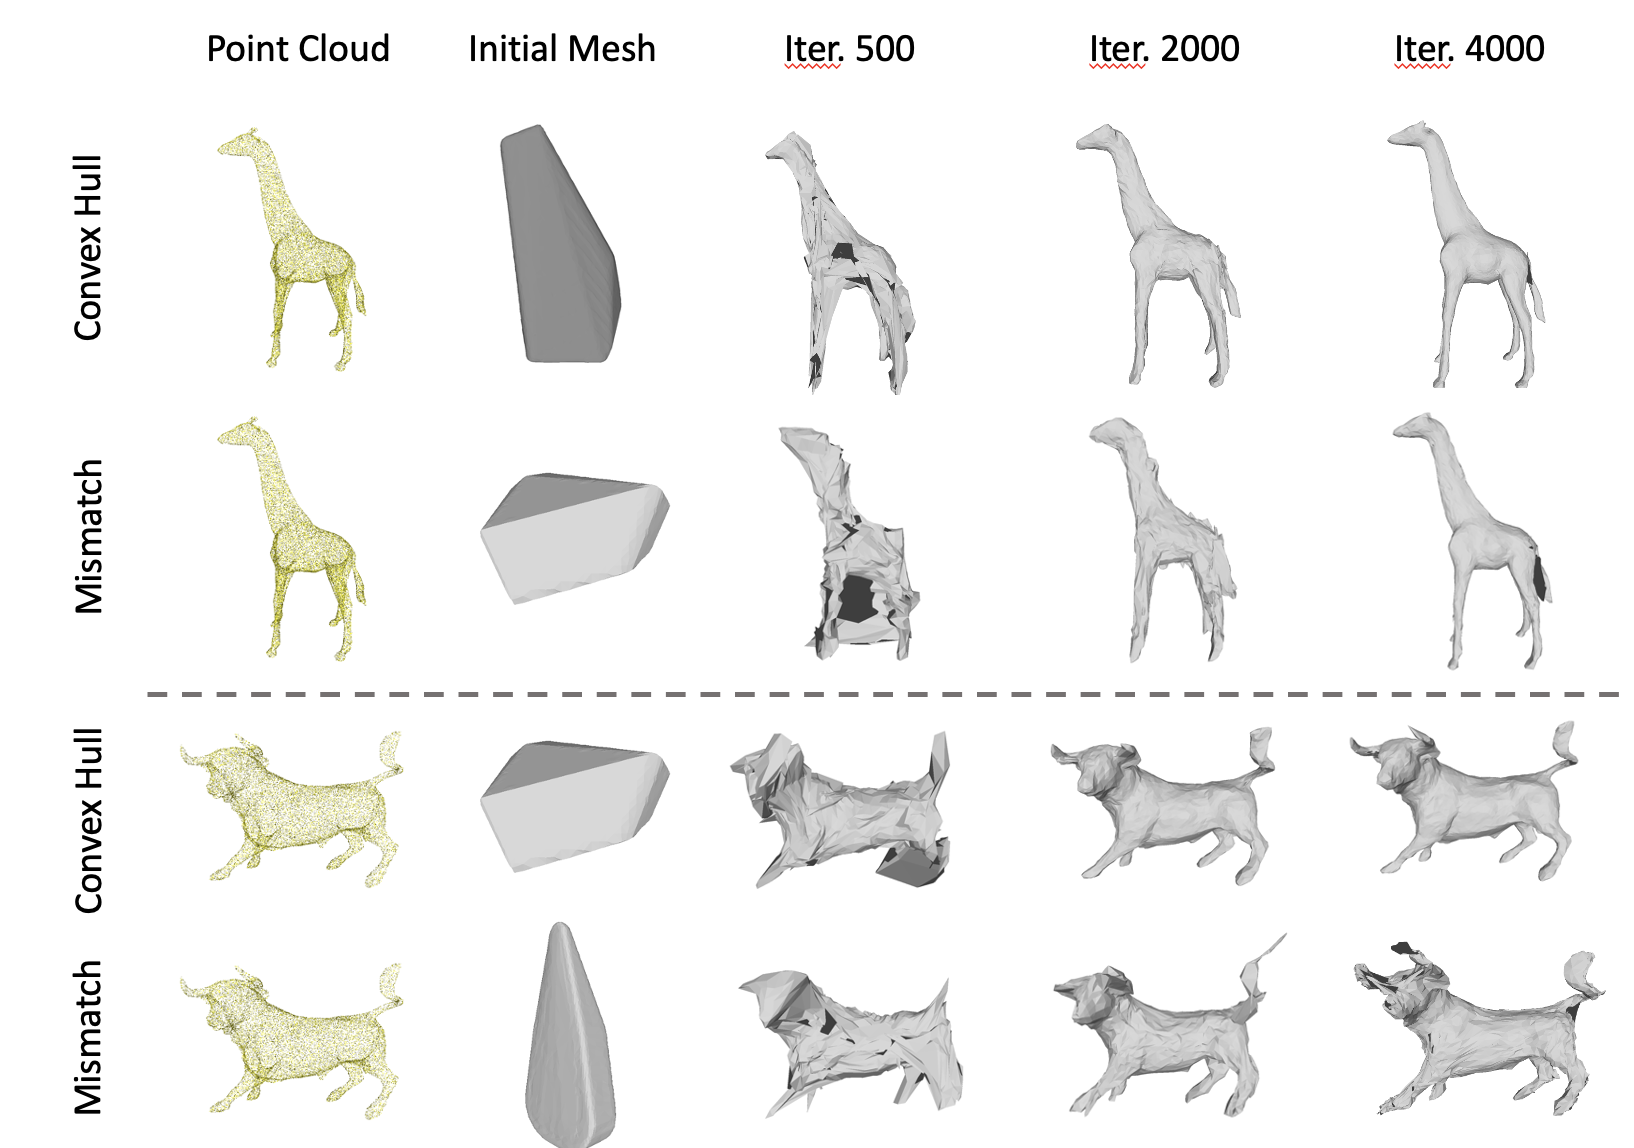 Point Cloud Initial Mesh Iter. 500 Iter. 2000 Iter. 4000
Convex Hull
Mismatch
Convex Hull
Mismatch